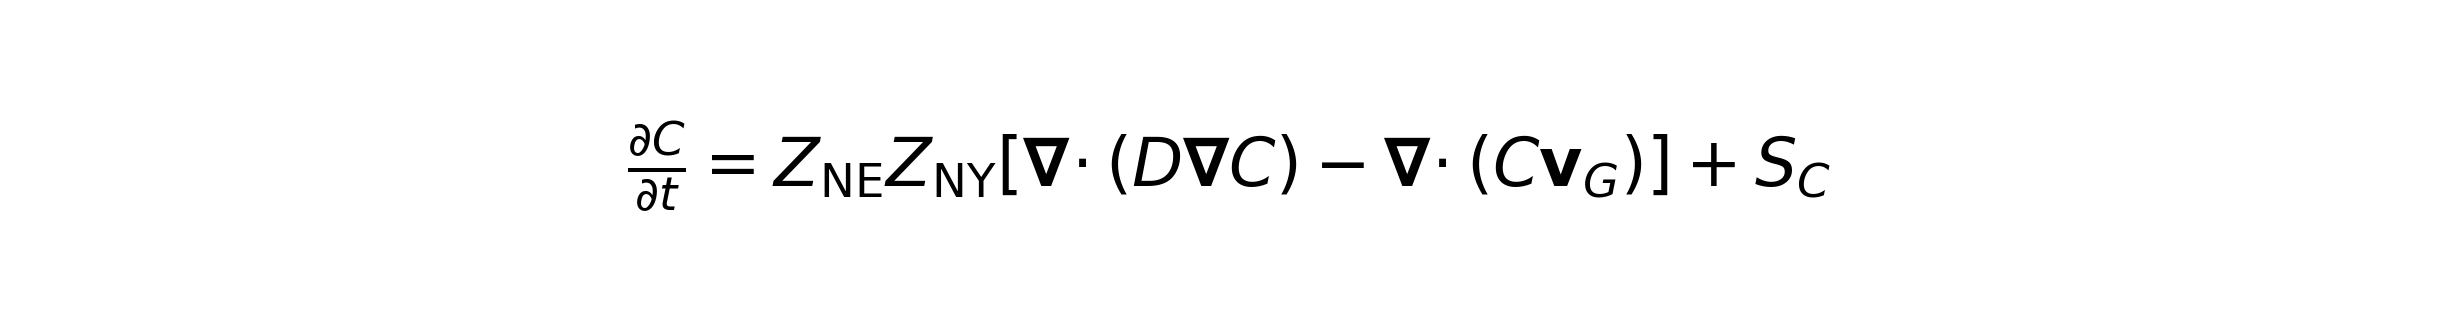 ∂C/∂t = Z_NE Z_NY [∇· (D∇C) − ∇· (Cv_G)] + S_C